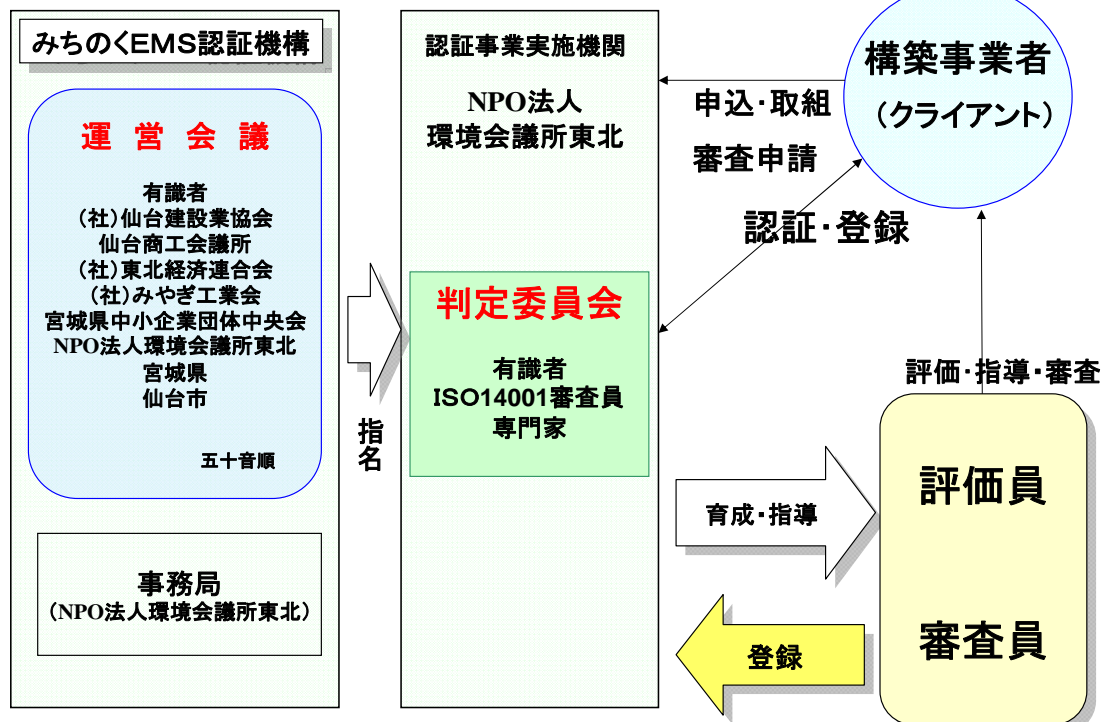 みちのくEMS認証機構
運 営 会 議
有識者
(社)仙台建設業協会
仙台商工会議所
(社)東北経済連合会
(社)みやぎ工業会
宮城県中小企業団体中央会
NPO法人環境会議所東北
宮城県
仙台市
五十音順
事務局
(NPO法人環境会議所東北)
指名
認証事業実施機関
NPO法人
環境会議所東北
判定委員会
有識者
ISO14001審査員
専門家
構築事業者
(クライアント)
申込・取組
審査申請
認証・登録
評価・指導・審査
育成・指導
登録
評価員
審査員